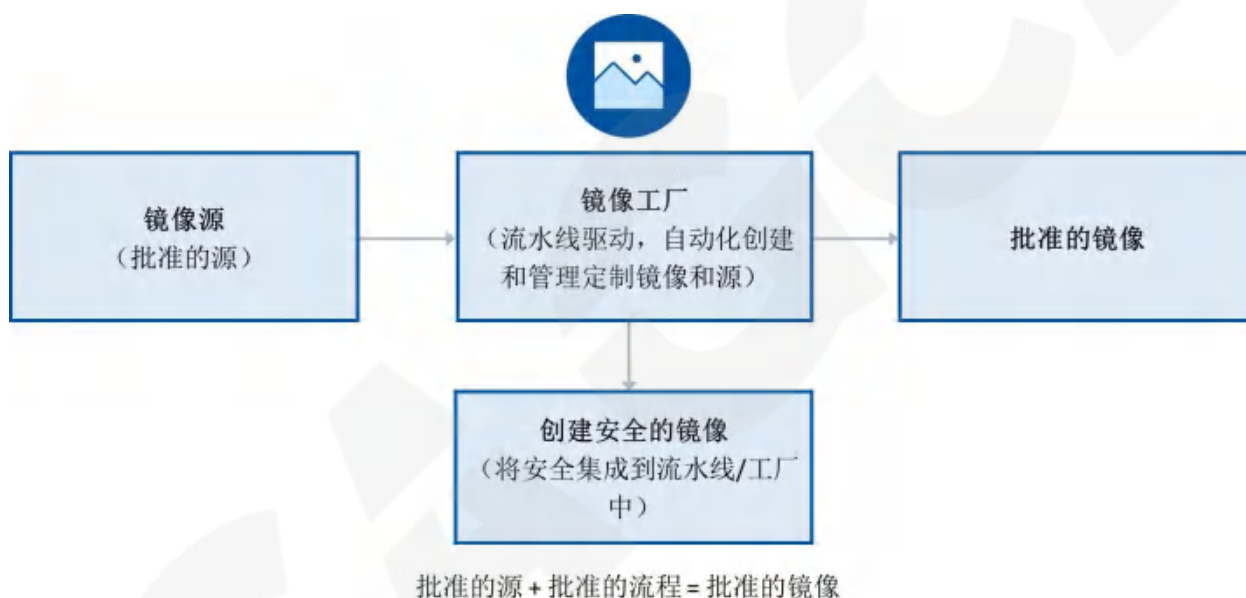 镜像源
（批准的源）
镜像工厂
（流水线驱动，自动化创建
和管理定制镜像和源）
批准的镜像
创建安全的镜像
（将安全集成到流水线/工厂
中）
批准的源 + 批准的流程 = 批准的镜像